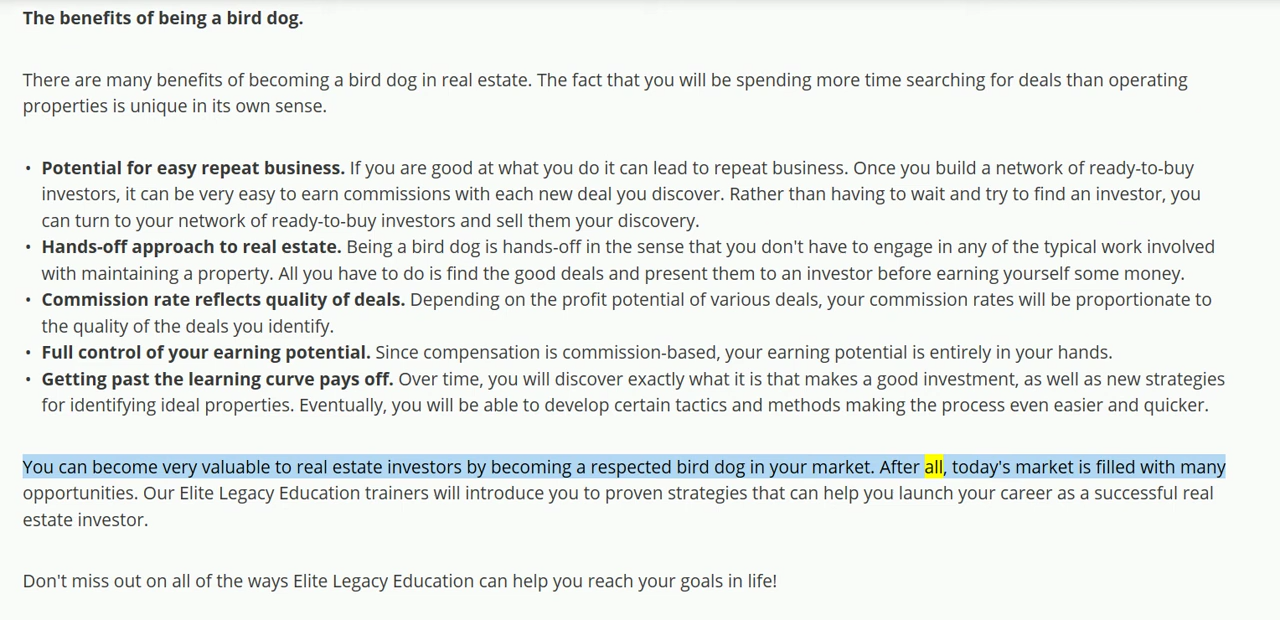 The benefits of being a bird dog.
There are many benefits of becoming a bird dog in real estate. The fact that you will be spending more time searching for deals than operating
properties is unique in its own sense.
• Potential for easy repeat business. If you are good at what you do it can lead to repeat business. Once you build a network of ready-to-buy
investors, it can be very easy to earn commissions with each new deal you discover. Rather than having to wait and try to find an investor, you
can turn to your network of ready-to-buy investors and sell them your discovery.
• Hands-off approach to real estate. Being a bird dog is hands-off in the sense that you don't have to engage in any of the typical work involved
with maintaining a property. All you have to do is find the good deals and present them to an investor before earning yourself some money.
• Commission rate reflects quality of deals. Depending on the profit potential of various deals, your commission rates will be proportionate to
the quality of the deals you identify.
• Full control of your earning potential. Since compensation is commission-based, your earning potential is entirely in your hands.
• Getting past the learning curve pays off. Over time, you will discover exactly what it is that makes a good investment, as well as new strategies
for identifying ideal properties. Eventually, you will be able to develop certain tactics and methods making the process even easier and quicker.
You can become very valuable to real estate investors by becoming a respected bird dog in your market. After all, today's market is filled with many
opportunities. Our Elite Legacy Education trainers will introduce you to proven strategies that can help you launch your career as a successful real
estate investor.
Don't miss out on all of the ways Elite Legacy Education can help you reach your goals in life!